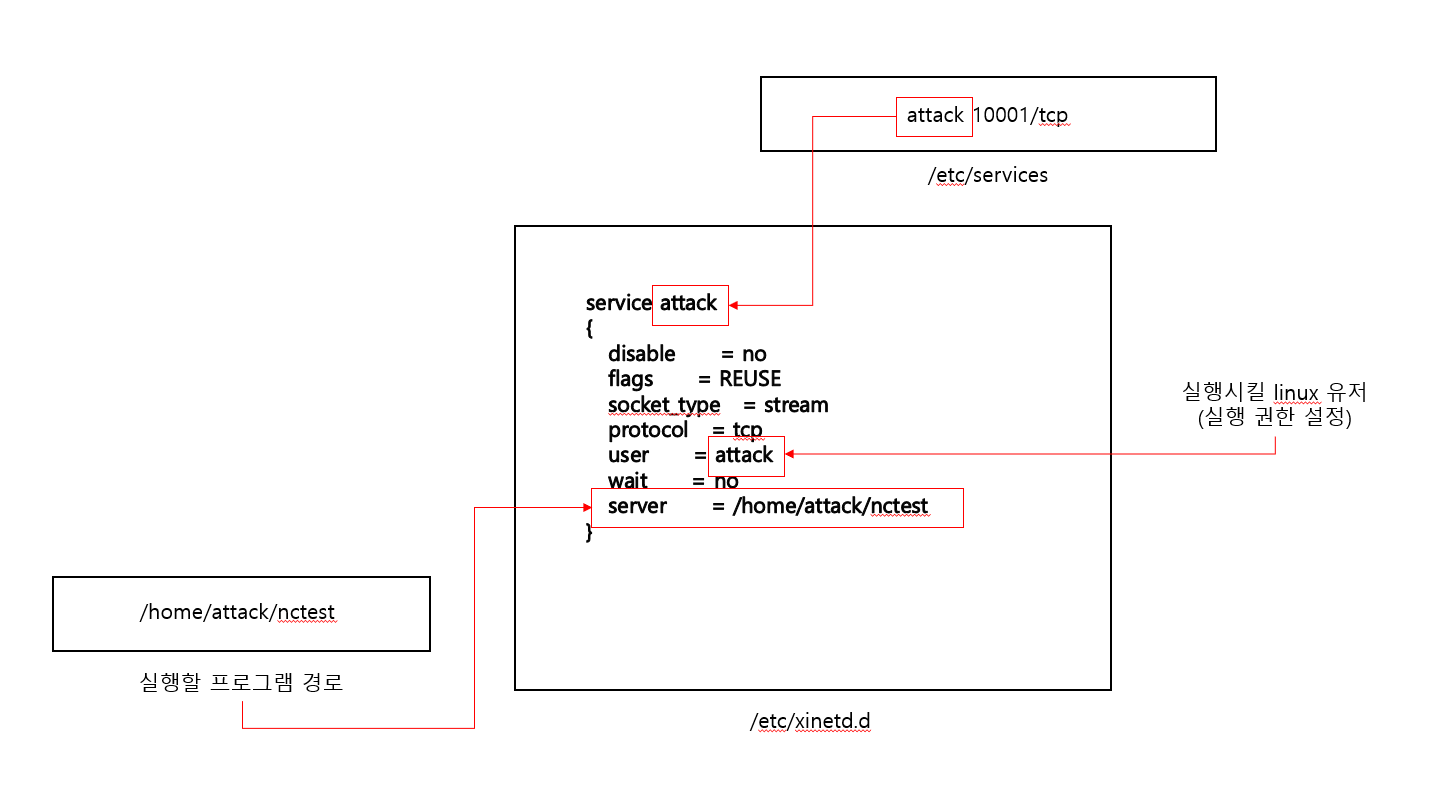 attack 10001/tcp
/etc/services
service attack
{
disable = no
flags = REUSE
socket_type = stream
protocol = tcp
user = attack
wait = no
server = /home/attack/nctest
}
실행시킬 linux 유저
(실행 권한 설정)
/home/attack/nctest
실행할 프로그램 경로
/etc/xinetd.d